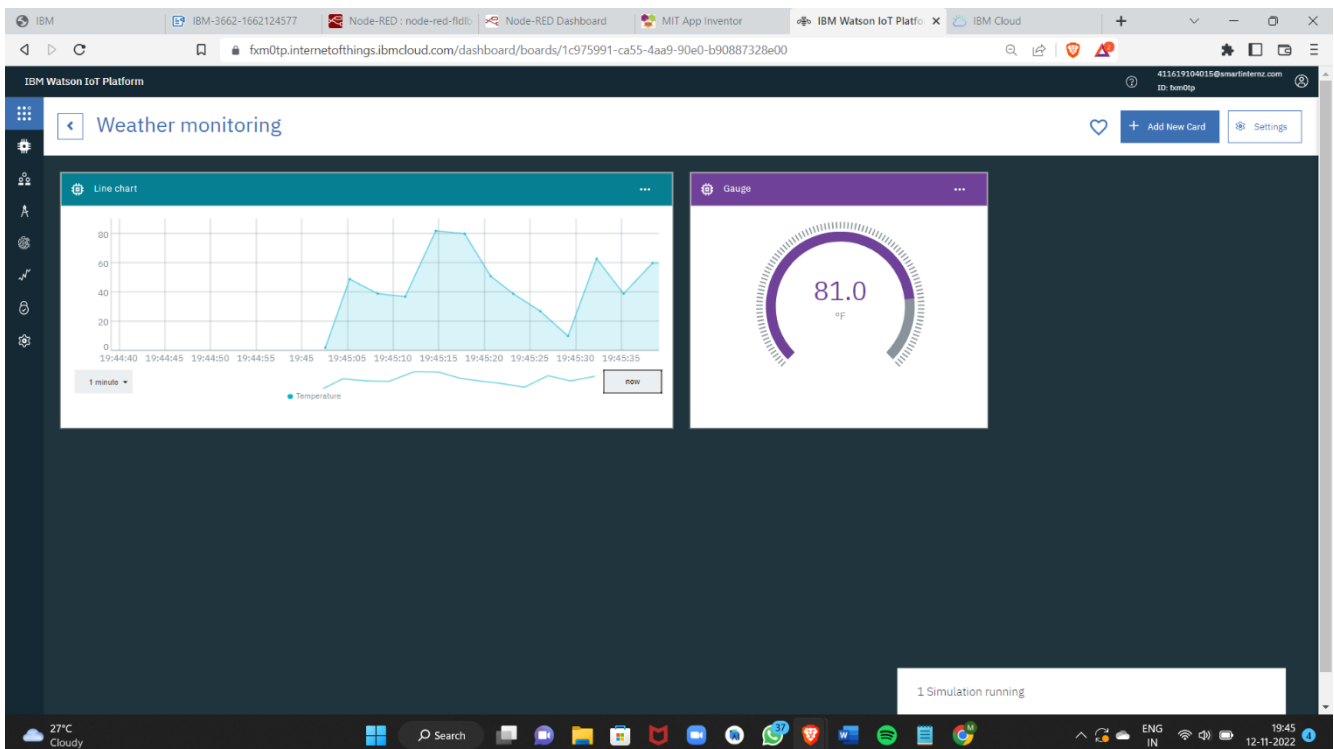 IBM
IBM-3662-1662124577
Node-RED : node-red-fldlb
Node-RED Dashboard
MIT App Inventor
IBM Watson IoT Platfo
IBM Cloud
fxm0tp.internetofthings.ibmcloud.com/dashboard/boards/1c975991-ca55-4aa9-90e0-b90887328e00
IBM Watson IoT Platform
411619104015@smartinternz.com
ID: fxm0tp
Weather monitoring
Add New Card
Settings
Line chart
Gauge
80
60
40
20
0
19:44:40 19:44:45 19:44:50 19:44:55 19:45 19:45:05 19:45:10 19:45:15 19:45:20 19:45:25 19:45:30 19:45:35
1 minute
now
Temperature
81.0
°F
1 Simulation running
27°C
Cloudy
Search
37
ENG
IN
19:45
12-11-2022
4